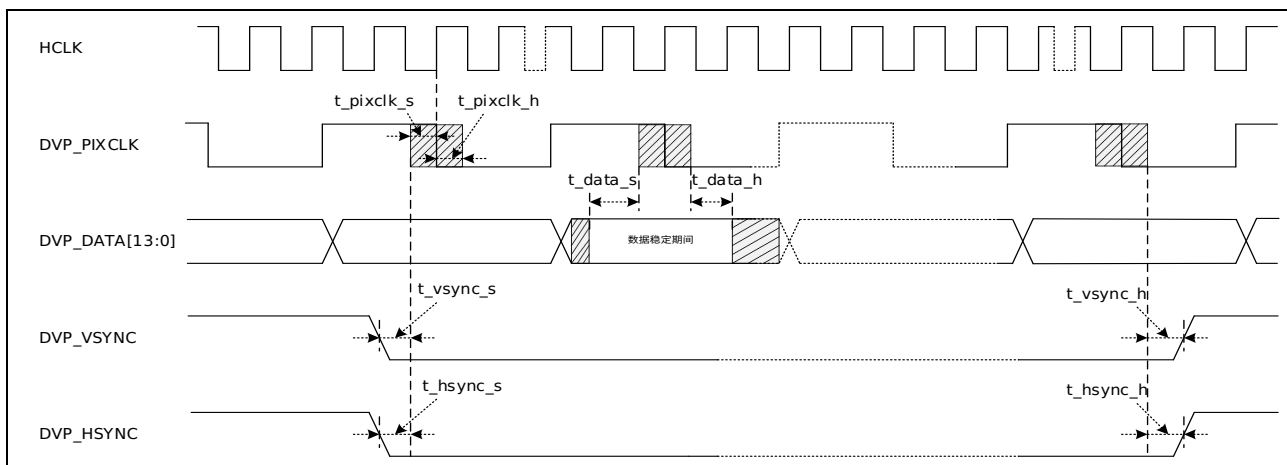 HCLK
t_pixclk_s
t_pixclk_h
DVP_PIXCLK
t_data_s
t_data_h
DVP_DATA[13:0]
数据稳定期间
t_vsync_s
t_vsync_h
DVP_VSYNC
t_hsync_s
t_hsync_h
DVP_HSYNC